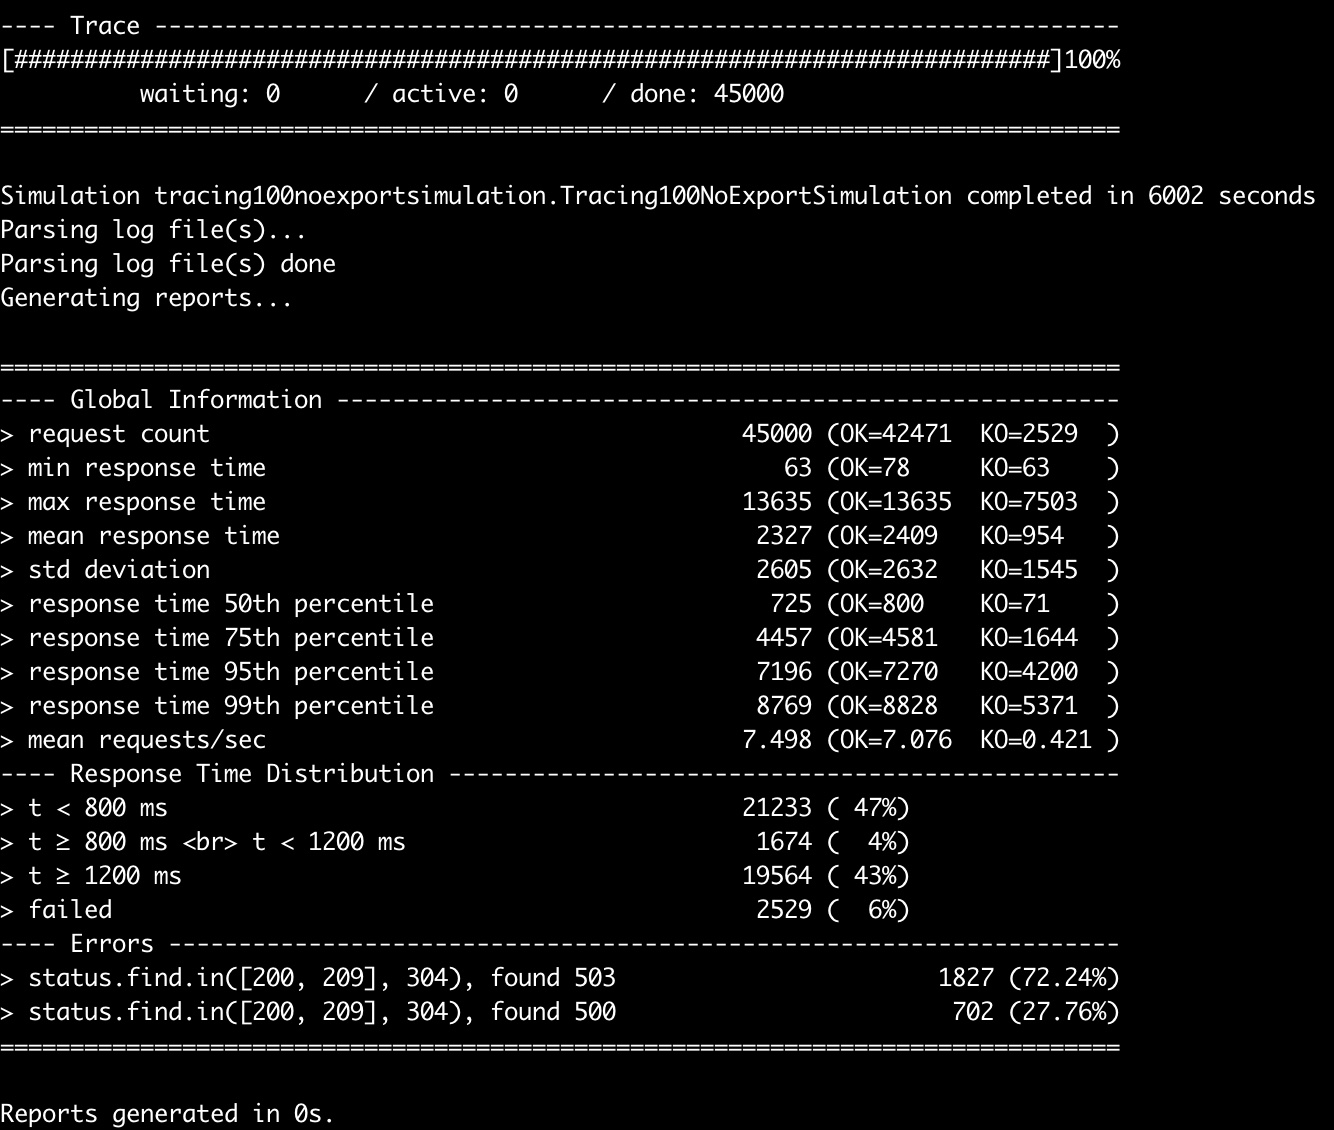 ---- Trace ---------------------------------------------------------------------
[##########################################################################]100%
          waiting: 0      / active: 0      / done: 45000
================================================================================
Simulation tracing100noexportsimulation.Tracing100NoExportSimulation completed in 6002 seconds
Parsing log file(s)...
Parsing log file(s) done
Generating reports...
================================================================================
---- Global Information --------------------------------------------------------
> request count                                      45000 (OK=42471  KO=2529  )
> min response time                                     63 (OK=78     KO=63    )
> max response time                                  13635 (OK=13635  KO=7503  )
> mean response time                                  2327 (OK=2409   KO=954   )
> std deviation                                       2605 (OK=2632   KO=1545  )
> response time 50th percentile                        725 (OK=800    KO=71    )
> response time 75th percentile                       4457 (OK=4581   KO=1644  )
> response time 95th percentile                       7196 (OK=7270   KO=4200  )
> response time 99th percentile                       8769 (OK=8828   KO=5371  )
> mean requests/sec                                  7.498 (OK=7.076  KO=0.421 )
---- Response Time Distribution ------------------------------------------------
> t < 800 ms                                         21233 ( 47%)
> t ≥ 800 ms <br> t < 1200 ms                         1674 (  4%)
> t ≥ 1200 ms                                        19564 ( 43%)
> failed                                              2529 (  6%)
---- Errors --------------------------------------------------------------------
> status.find.in([200, 209], 304), found 503                       1827 (72.24%)
> status.find.in([200, 209], 304), found 500                        702 (27.76%)
================================================================================
Reports generated in 0s.